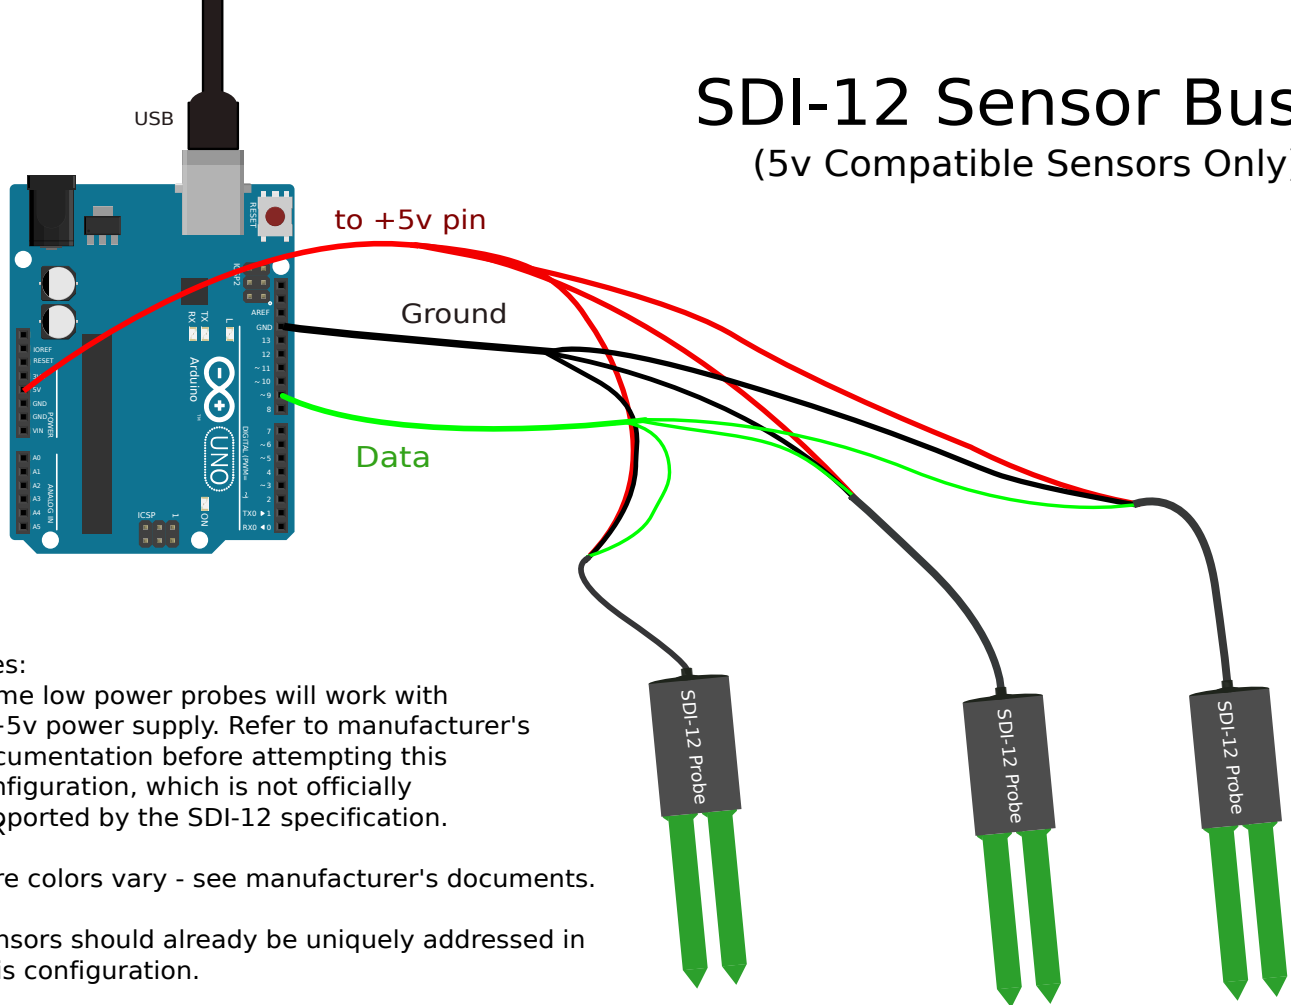 SDI-12 Sensor Bus
(5v Compatible Sensors Only)
USB
RESET
to +5v pin
ICSP2
AREF
GND
13
12
~ 11
~ 10
~9
8
Ground
RX
TX
L
IOREF
RESET
5V
GND
GND
VIN
POWER
Arduino
™
UNO
Data
7
~6
~5
4
~3
2
TX0 ▸ 1
RX0 ◂ 0
DIGITAL (PWM=
A0
A1
A2
A3
A4
A5
ANALOG IN
ICSP
1
ON
es:
me low power probes will work with
+5v power supply. Refer to manufacturer's
cumentation before attempting this
nfiguration, which is not officially
pported by the SDI-12 specification.
re colors vary - see manufacturer's documents.
nsors should already be uniquely addressed in
is configuration.
SDI-12 Probe
SDI-12 Probe
SDI-12 Probe